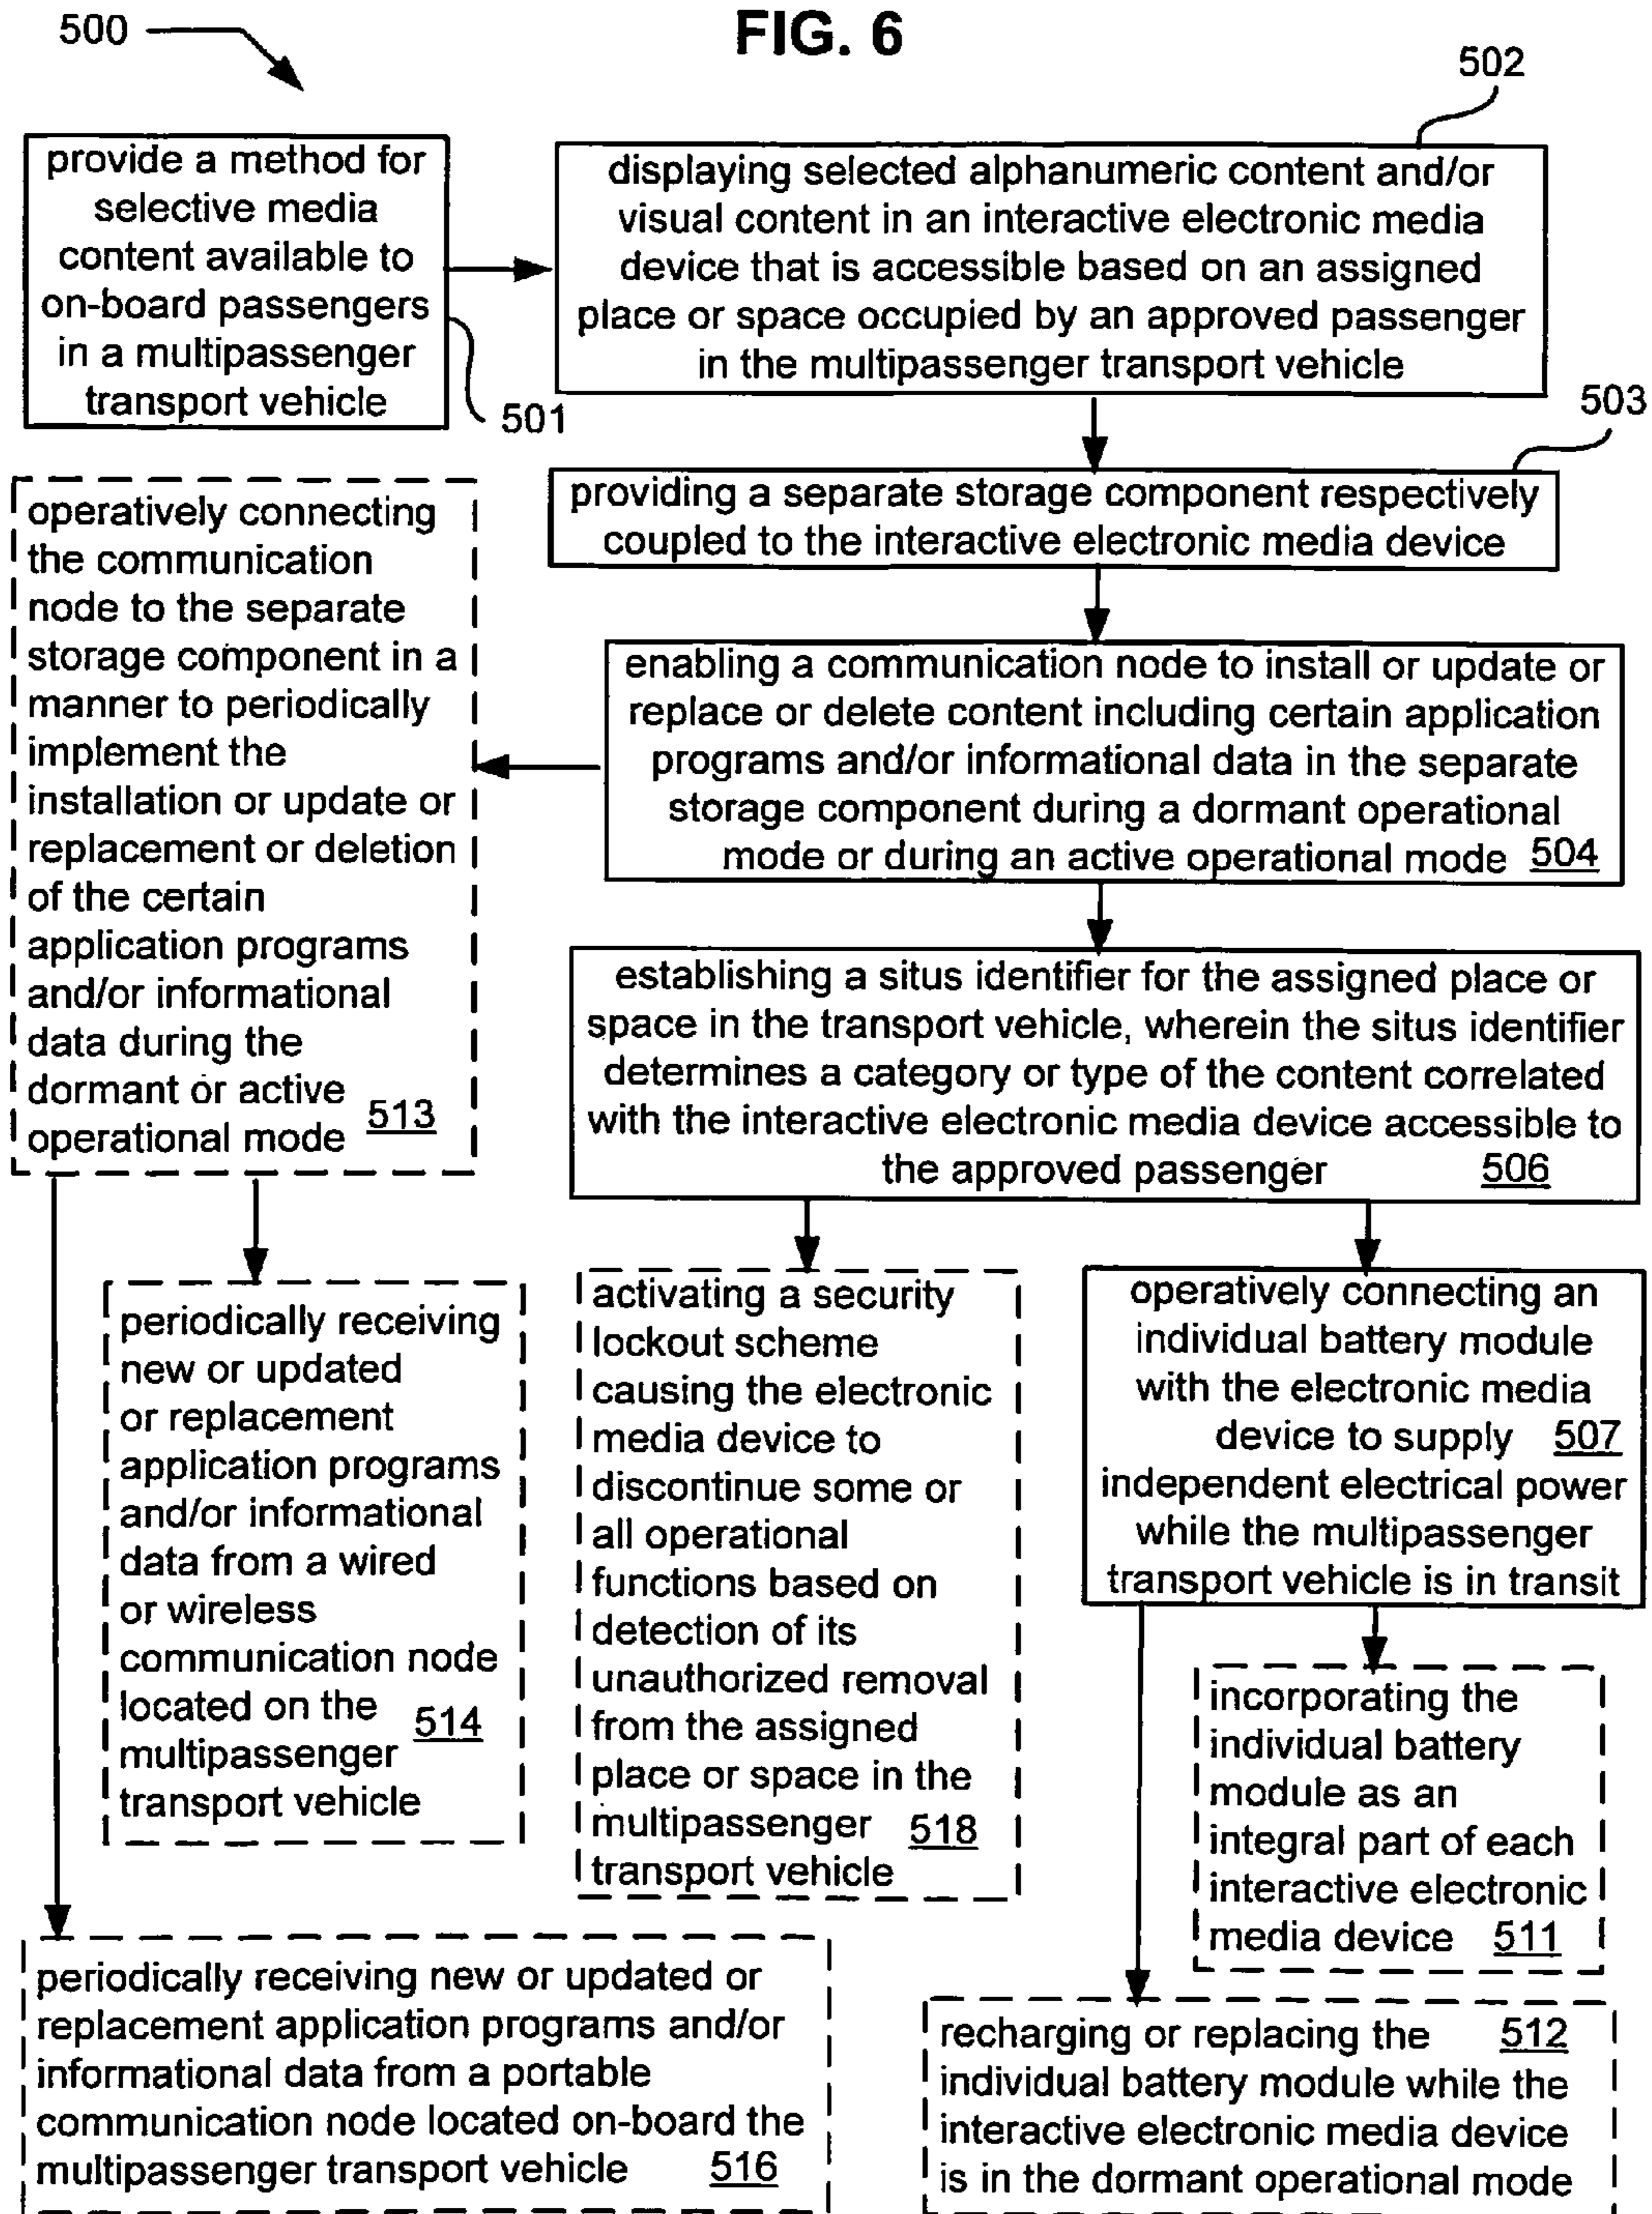 500
FIG. 6
502
provide a method for
selective media
content available to
on-board passengers
in a multipassenger
transport vehicle
501
displaying selected alphanumeric content and/or
visual content in an interactive electronic media
device that is accessible based on an assigned
place or space occupied by an approved passenger
in the multipassenger transport vehicle
503
providing a separate storage component respectively
coupled to the interactive electronic media device
enabling a communication node to install or update or
replace or delete content including certain application
programs and/or informational data in the separate
storage component during a dormant operational
mode or during an active operational mode 504
operatively connecting
the communication
node to the separate
storage component in a
manner to periodically
implement the
installation or update or
replacement or deletion
of the certain
application programs
and/or informational
data during the
dormant or active
operational mode 513
establishing a situs identifier for the assigned place or
space in the transport vehicle, wherein the situs identifier
determines a category or type of the content correlated
with the interactive electronic media device accessible to
the approved passenger 506
periodically receiving
new or updated
or replacement
application programs
and/or informational
data from a wired
or wireless
communication node
located on the 514
multipassenger
transport vehicle
activating a security
lockout scheme
causing the electronic
media device to
discontinue some or
all operational
functions based on
detection of its
unauthorized removal
from the assigned
place or space in the
multipassenger 518
transport vehicle
operatively connecting an
individual battery module
with the electronic media
device to supply 507
independent electrical power
while the multipassenger
transport vehicle is in transit
incorporating the
individual battery
module as an
integral part of each
interactive electronic
media device 511
periodically receiving new or updated or
replacement application programs and/or
informational data from a portable
communication node located on-board the
multipassenger transport vehicle 516
recharging or replacing the 512
individual battery module while the
interactive electronic media device
is in the dormant operational mode